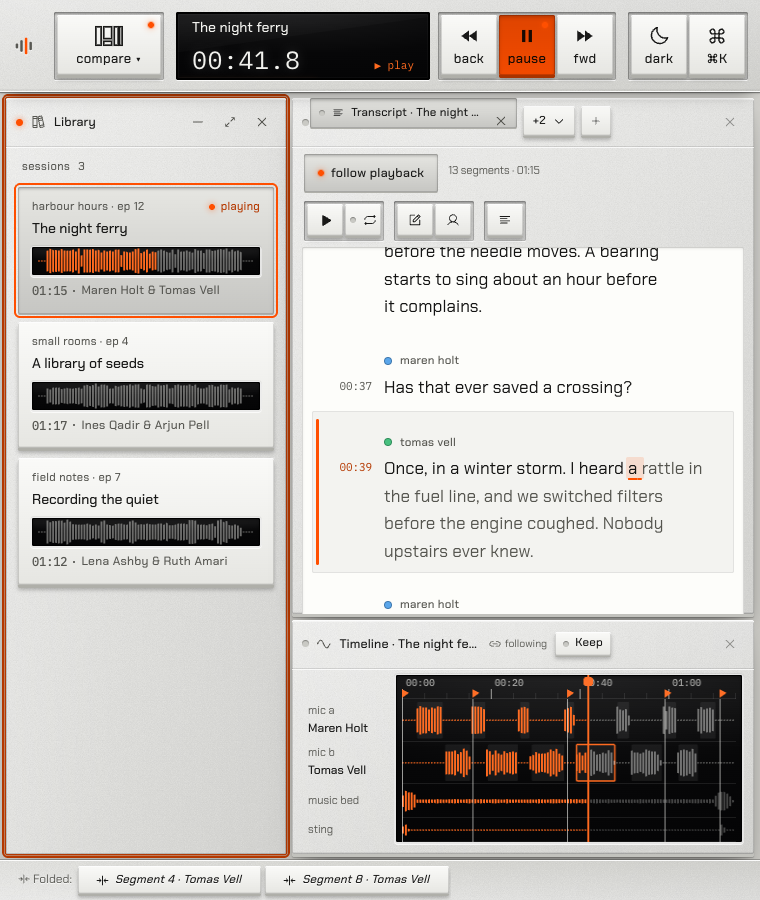 compare ▾
The night ferry
00:41.8
▶ play
back
pause
fwd
dark
⌘K
Library
sessions 3
harbour hours · ep 12
playing
The night ferry
01:15 · Maren Holt & Tomas Vell
small rooms · ep 4
A library of seeds
01:17 · Ines Qadir & Arjun Pell
field notes · ep 7
Recording the quiet
01:12 · Lena Ashby & Ruth Amari
Transcript · The night ...
+2
follow playback
13 segments · 01:15
before the needle moves. A bearing
starts to sing about an hour before
it complains.
maren holt
00:37 Has that ever saved a crossing?
tomas vell
00:39 Once, in a winter storm. I heard a rattle in
the fuel line, and we switched filters
before the engine coughed. Nobody
upstairs ever knew.
maren holt
Timeline · The night fe...
following
Keep
00:00 00:20 :40 01:00
mic a
Maren Holt
mic b
Tomas Vell
music bed
sting
Folded:
Segment 4 · Tomas Vell
Segment 8 · Tomas Vell